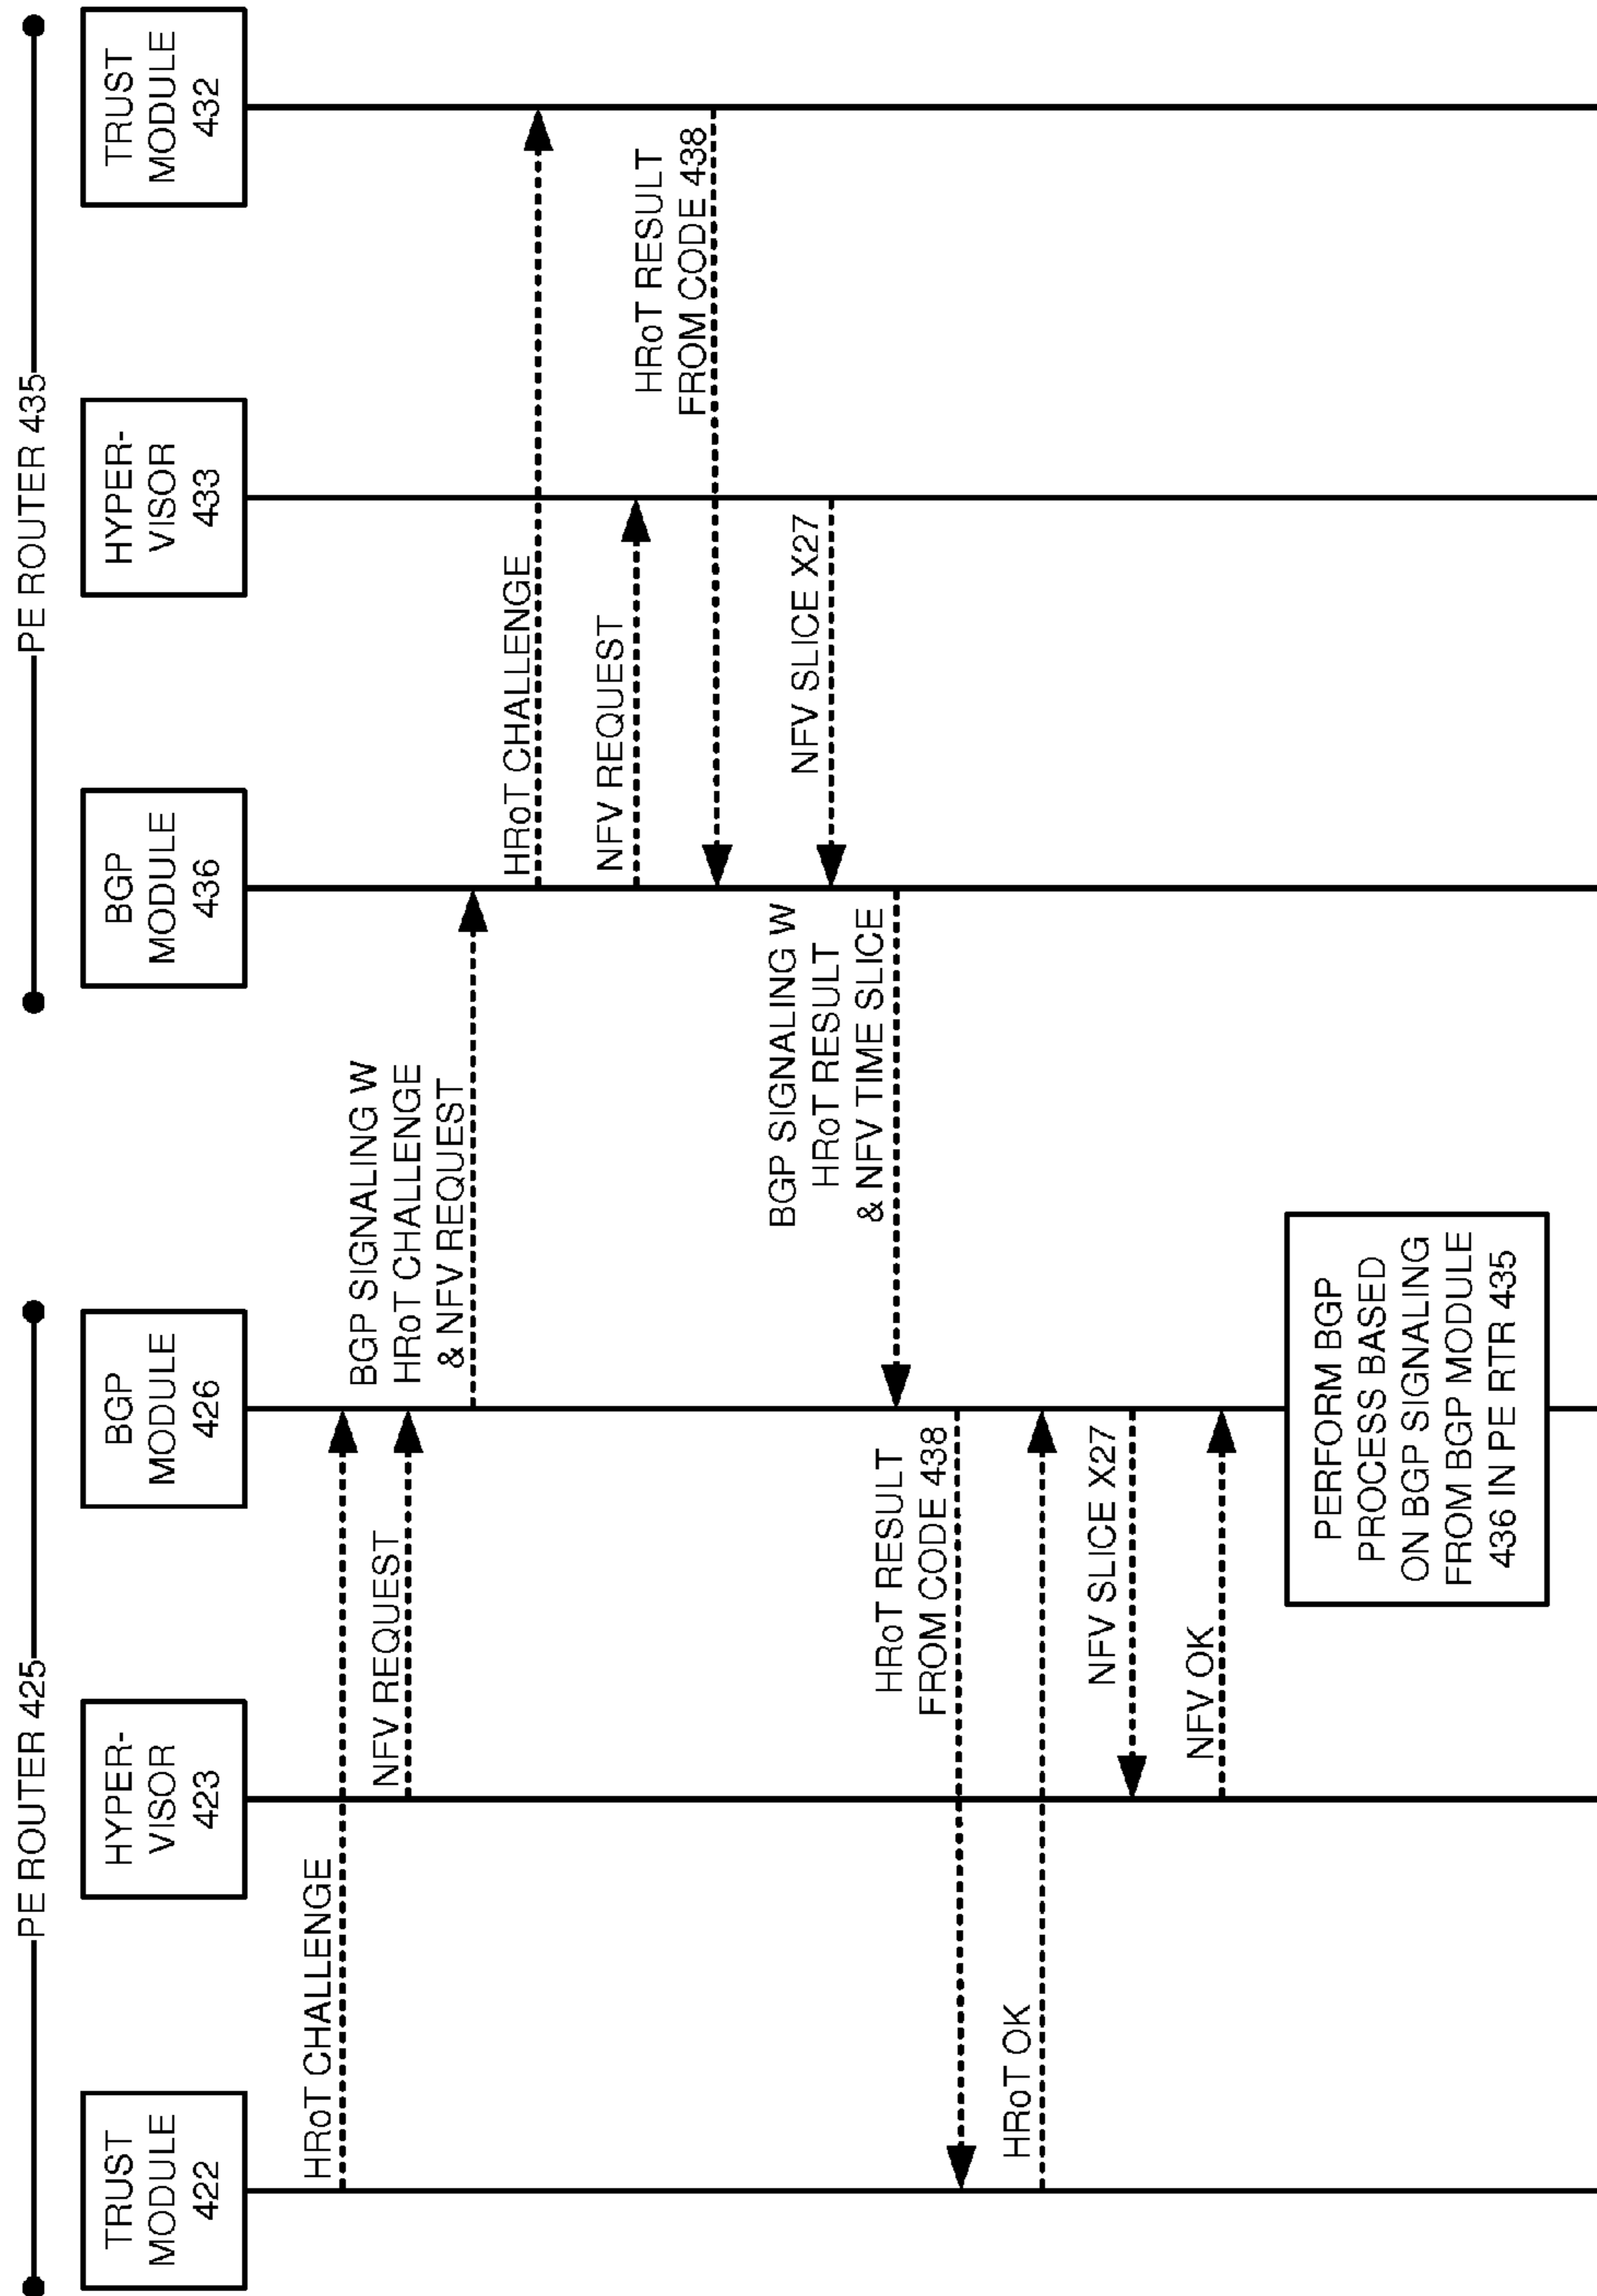 PE ROUTER 425
PE ROUTER 435
TRUST
MODULE
422
HYPER-
VISOR
423
BGP
MODULE
426
BGP
MODULE
436
HYPER-
VISOR
433
TRUST
MODULE
432
HRoT CHALLENGE
NFV REQUEST
BGP SIGNALING W
HRoT CHALLENGE
& NFV REQUEST
HRoT CHALLENGE
NFV REQUEST
HRoT RESULT
FROM CODE 438
NFV SLICE X27
BGP SIGNALING W
HRoT RESULT
& NFV TIME SLICE
HRoT RESULT
FROM CODE 438
HRoT OK
NFV SLICE X27
NFV OK
PERFORM BGP
PROCESS BASED
ON BGP SIGNALING
FROM BGP MODULE
436 IN PE RTR 435